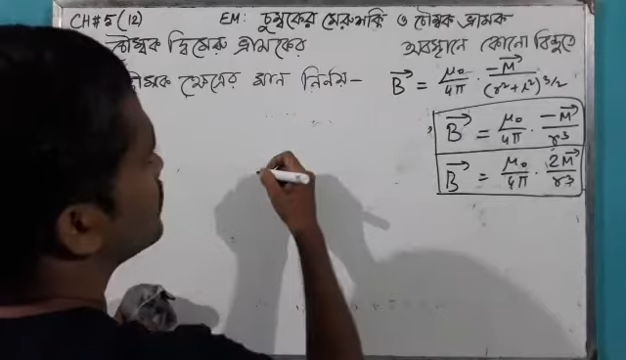 CH#5(12) EM: চুম্বকের মেরুশক্তি ও চৌম্বক ভ্রামক
চৌম্বক দ্বিমেরু ভ্রামকের অবস্থানে কোনো বিন্দুতে
ক্ষেত্রের মান নির্ণয়-
B⃗ = μ₀/4π · -M⃗/(r²+l²)^3/2
B⃗ = μ₀/4π · -M⃗/r³
B⃗ = μ₀/4π · 2M⃗/r³